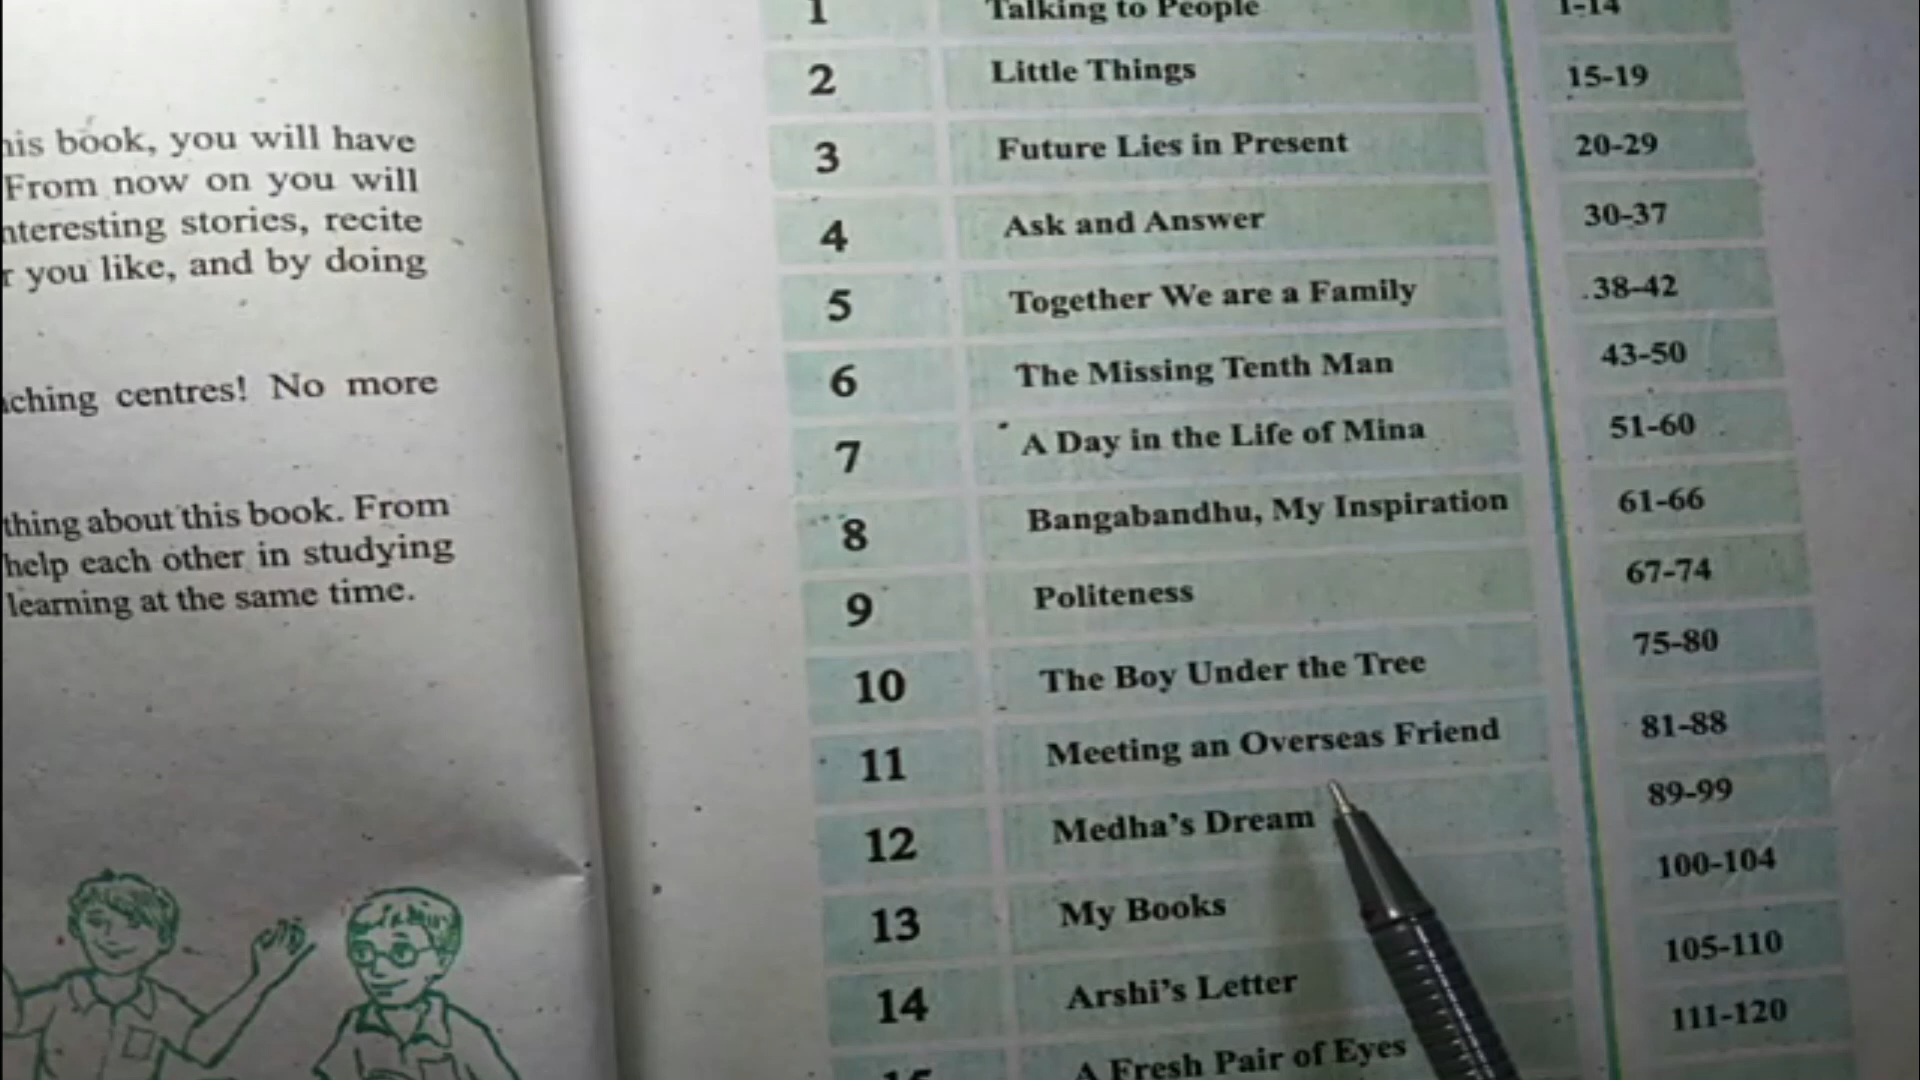 his book, you will have
From now on you will
nteresting stories, recite
r you like, and by doing
aching centres! No more
thing about this book. From
help each other in studying
learning at the same time.
1 Talking to People 1-14
2 Little Things 15-19
3 Future Lies in Present 20-29
4 Ask and Answer 30-37
5 Together We are a Family 38-42
6 The Missing Tenth Man 43-50
7 A Day in the Life of Mina 51-60
8 Bangabandhu, My Inspiration 61-66
9 Politeness 67-74
10 The Boy Under the Tree 75-80
11 Meeting an Overseas Friend 81-88
12 Medha's Dream 89-99
13 My Books 100-104
14 Arshi's Letter 105-110
15 A Fresh Pair of Eyes 111-120